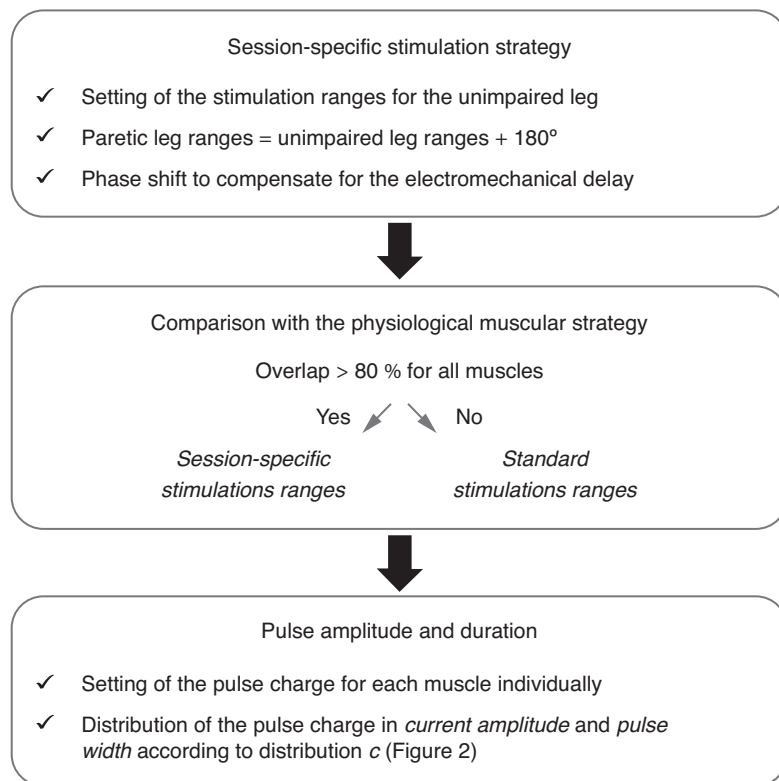 Session-specific stimulation strategy
✓ Setting of the stimulation ranges for the unimpaired leg
✓ Paretic leg ranges = unimpaired leg ranges + 180º
✓ Phase shift to compensate for the electromechanical delay
Comparison with the physiological muscular strategy
Overlap > 80 % for all muscles
Yes No
Session-specific Standard
stimulations ranges stimulations ranges
Pulse amplitude and duration
✓ Setting of the pulse charge for each muscle individually
✓ Distribution of the pulse charge in current amplitude and pulse
width according to distribution c (Figure 2)